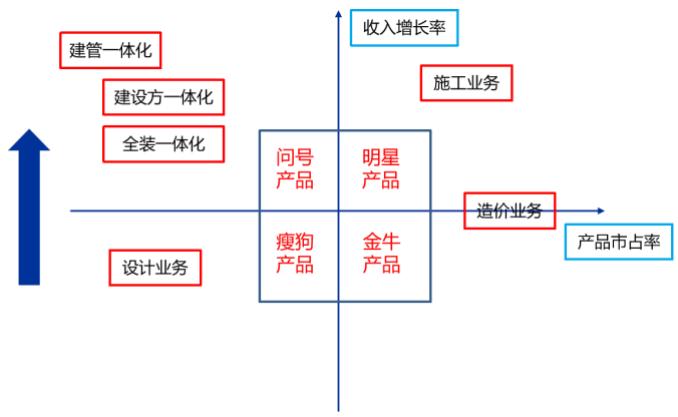 收入增长率
建管一体化
施工业务
建设方一体化
全装一体化
问号
产品
明星
产品
造价业务
产品市占率
瘦狗
产品
金牛
产品
设计业务